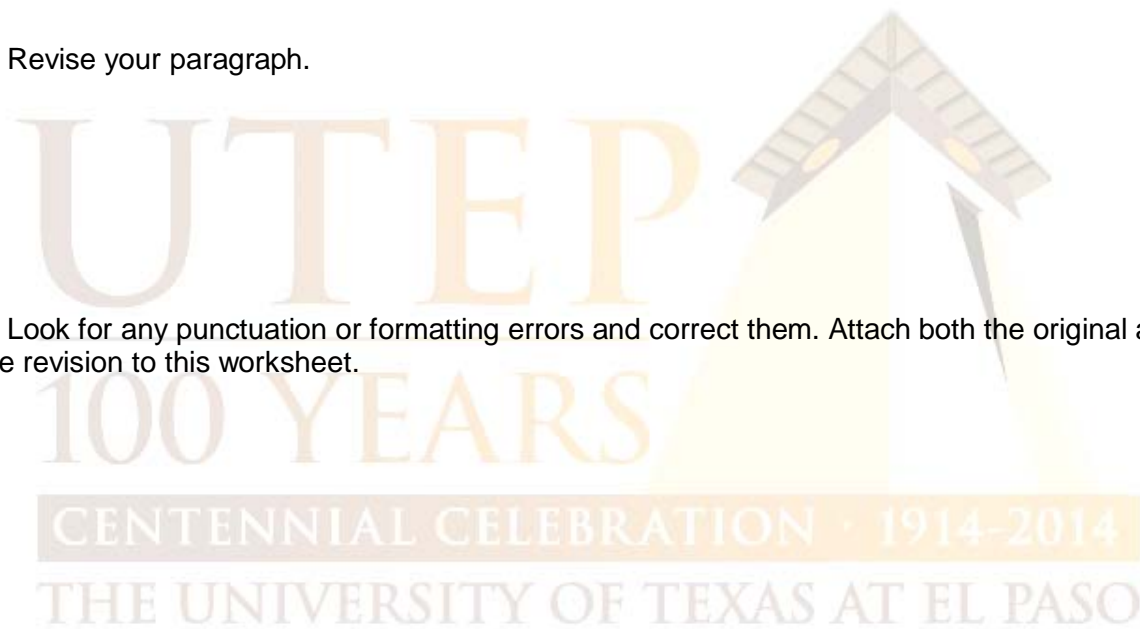 Revise your paragraph.
UTEP
Look for any punctuation or formatting errors and correct them. Attach both the original a
e revision to this worksheet.
100 YEARS
CENTENNIAL CELEBRATION · 1914-2014
THE UNIVERSITY OF TEXAS AT EL PASO